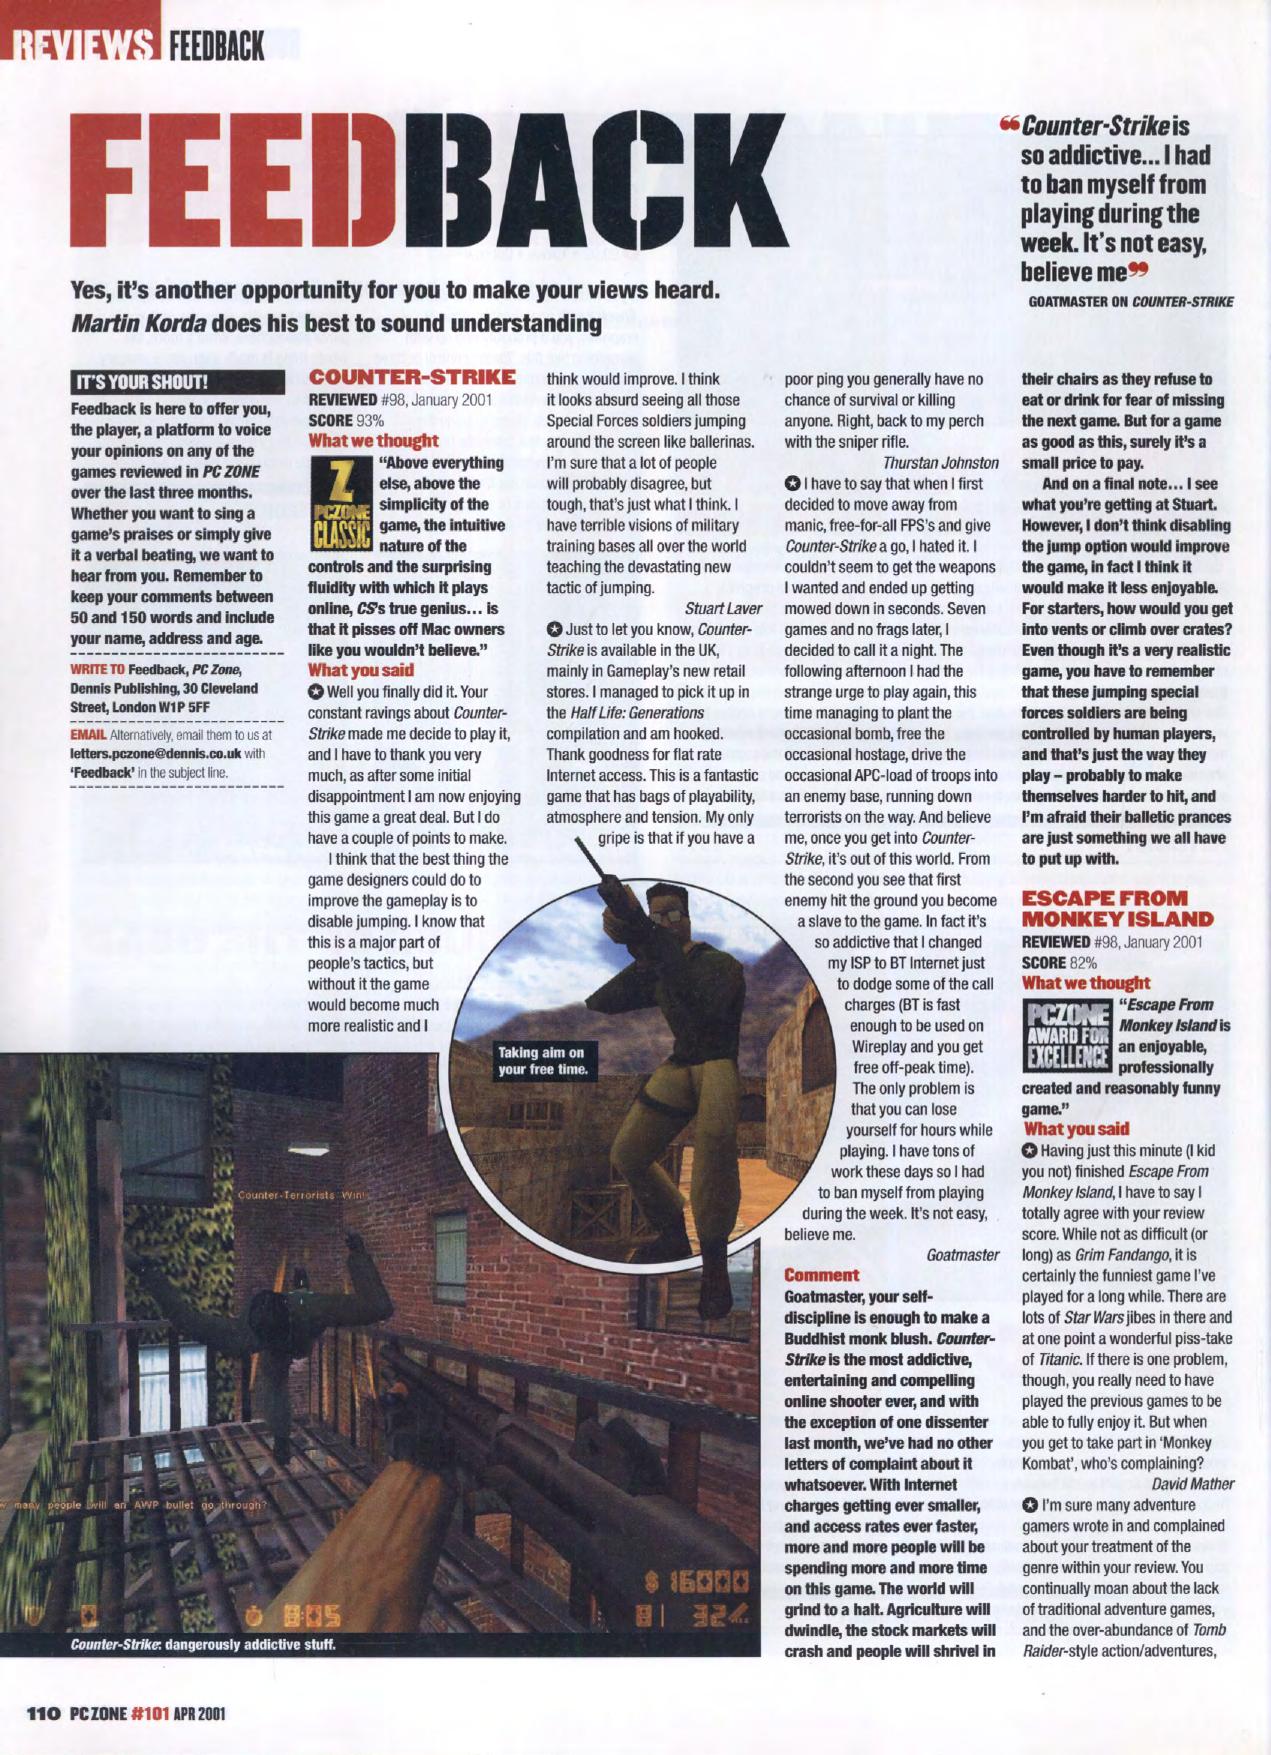 REVIEWS FEEDBACK
FEEDBACK
Yes, it's another opportunity for you to make your views heard.
Martin Korda does his best to sound understanding
❝Counter-Strike is
so addictive... I had
to ban myself from
playing during the
week. It's not easy,
believe me❞
GOATMASTER ON COUNTER-STRIKE
IT'S YOUR SHOUT!
Feedback is here to offer you,
the player, a platform to voice
your opinions on any of the
games reviewed in PC ZONE
over the last three months.
Whether you want to sing a
game's praises or simply give
it a verbal beating, we want to
hear from you. Remember to
keep your comments between
50 and 150 words and include
your name, address and age.
WRITE TO Feedback, PC Zone,
Dennis Publishing, 30 Cleveland
Street, London W1P 5FF
EMAIL Alternatively, email them to us at
letters.pczone@dennis.co.uk with
'Feedback' in the subject line.
COUNTER-STRIKE
REVIEWED #98, January 2001
SCORE 93%
What we thought
Z
PCZONE
CLASSIC
"Above everything
else, above the
simplicity of the
game, the intuitive
nature of the
controls and the surprising
fluidity with which it plays
online, CS's true genius... is
that it pisses off Mac owners
like you wouldn't believe."
What you said
✪ Well you finally did it. Your
constant ravings about Counter-
Strike made me decide to play it,
and I have to thank you very
much, as after some initial
disappointment I am now enjoying
this game a great deal. But I do
have a couple of points to make.
I think that the best thing the
game designers could do to
improve the gameplay is to
disable jumping. I know that
this is a major part of
people's tactics, but
without it the game
would become much
more realistic and I
think would improve. I think
it looks absurd seeing all those
Special Forces soldiers jumping
around the screen like ballerinas.
I'm sure that a lot of people
will probably disagree, but
tough, that's just what I think. I
have terrible visions of military
training bases all over the world
teaching the devastating new
tactic of jumping.
Stuart Laver
✪ Just to let you know, Counter-
Strike is available in the UK,
mainly in Gameplay's new retail
stores. I managed to pick it up in
the Half Life: Generations
compilation and am hooked.
Thank goodness for flat rate
Internet access. This is a fantastic
game that has bags of playability,
atmosphere and tension. My only
gripe is that if you have a
poor ping you generally have no
chance of survival or killing
anyone. Right, back to my perch
with the sniper rifle.
Thurstan Johnston
✪ I have to say that when I first
decided to move away from
manic, free-for-all FPS's and give
Counter-Strike a go, I hated it. I
couldn't seem to get the weapons
I wanted and ended up getting
mowed down in seconds. Seven
games and no frags later, I
decided to call it a night. The
following afternoon I had the
strange urge to play again, this
time managing to plant the
occasional bomb, free the
occasional hostage, drive the
occasional APC-load of troops into
an enemy base, running down
terrorists on the way. And believe
me, once you get into Counter-
Strike, it's out of this world. From
the second you see that first
enemy hit the ground you become
a slave to the game. In fact it's
so addictive that I changed
my ISP to BT Internet just
to dodge some of the call
charges (BT is fast
enough to be used on
Wireplay and you get
free off-peak time).
The only problem is
that you can lose
yourself for hours while
playing. I have tons of
work these days so I had
to ban myself from playing
during the week. It's not easy,
believe me.
Goatmaster
Comment
Goatmaster, your self-
discipline is enough to make a
Buddhist monk blush. Counter-
Strike is the most addictive,
entertaining and compelling
online shooter ever, and with
the exception of one dissenter
last month, we've had no other
letters of complaint about it
whatsoever. With Internet
charges getting ever smaller,
and access rates ever faster,
more and more people will be
spending more and more time
on this game. The world will
grind to a halt. Agriculture will
dwindle, the stock markets will
crash and people will shrivel in
their chairs as they refuse to
eat or drink for fear of missing
the next game. But for a game
as good as this, surely it's a
small price to pay.
And on a final note... I see
what you're getting at Stuart.
However, I don't think disabling
the jump option would improve
the game, in fact I think it
would make it less enjoyable.
For starters, how would you get
into vents or climb over crates?
Even though it's a very realistic
game, you have to remember
that these jumping special
forces soldiers are being
controlled by human players,
and that's just the way they
play – probably to make
themselves harder to hit, and
I'm afraid their balletic prances
are just something we all have
to put up with.
ESCAPE FROM
MONKEY ISLAND
REVIEWED #98, January 2001
SCORE 82%
What we thought
PCZONE
AWARD FOR
EXCELLENCE
"Escape From
Monkey Island is
an enjoyable,
professionally
created and reasonably funny
game."
What you said
✪ Having just this minute (I kid
you not) finished Escape From
Monkey Island, I have to say I
totally agree with your review
score. While not as difficult (or
long) as Grim Fandango, it is
certainly the funniest game I've
played for a long while. There are
lots of Star Wars jibes in there and
at one point a wonderful piss-take
of Titanic. If there is one problem,
though, you really need to have
played the previous games to be
able to fully enjoy it. But when
you get to take part in 'Monkey
Kombat', who's complaining?
David Mather
✪ I'm sure many adventure
gamers wrote in and complained
about your treatment of the
genre within your review. You
continually moan about the lack
of traditional adventure games,
and the over-abundance of Tomb
Raider-style action/adventures,
Taking aim on
your free time.
Counter-Terrorists Win!
w many people will an AWP bullet go through?
$ 16000
0
8:05
8 | 32
Counter-Strike: dangerously addictive stuff.
110 PCZONE #101 APR 2001